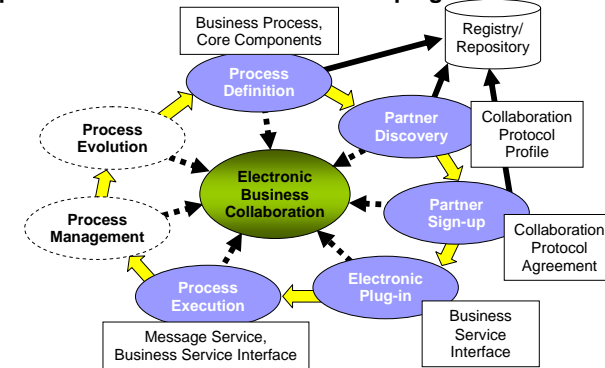 Business Process,
Core Components
Registry/
Repository
Process
Definition
Partner
Discovery
Collaboration
Protocol
Profile
Process
Evolution
Electronic
Business
Collaboration
Partner
Sign-up
Process
Management
Collaboration
Protocol
Agreement
Process
Execution
Electronic
Plug-in
Business
Service
Interface
Message Service,
Business Service Interface